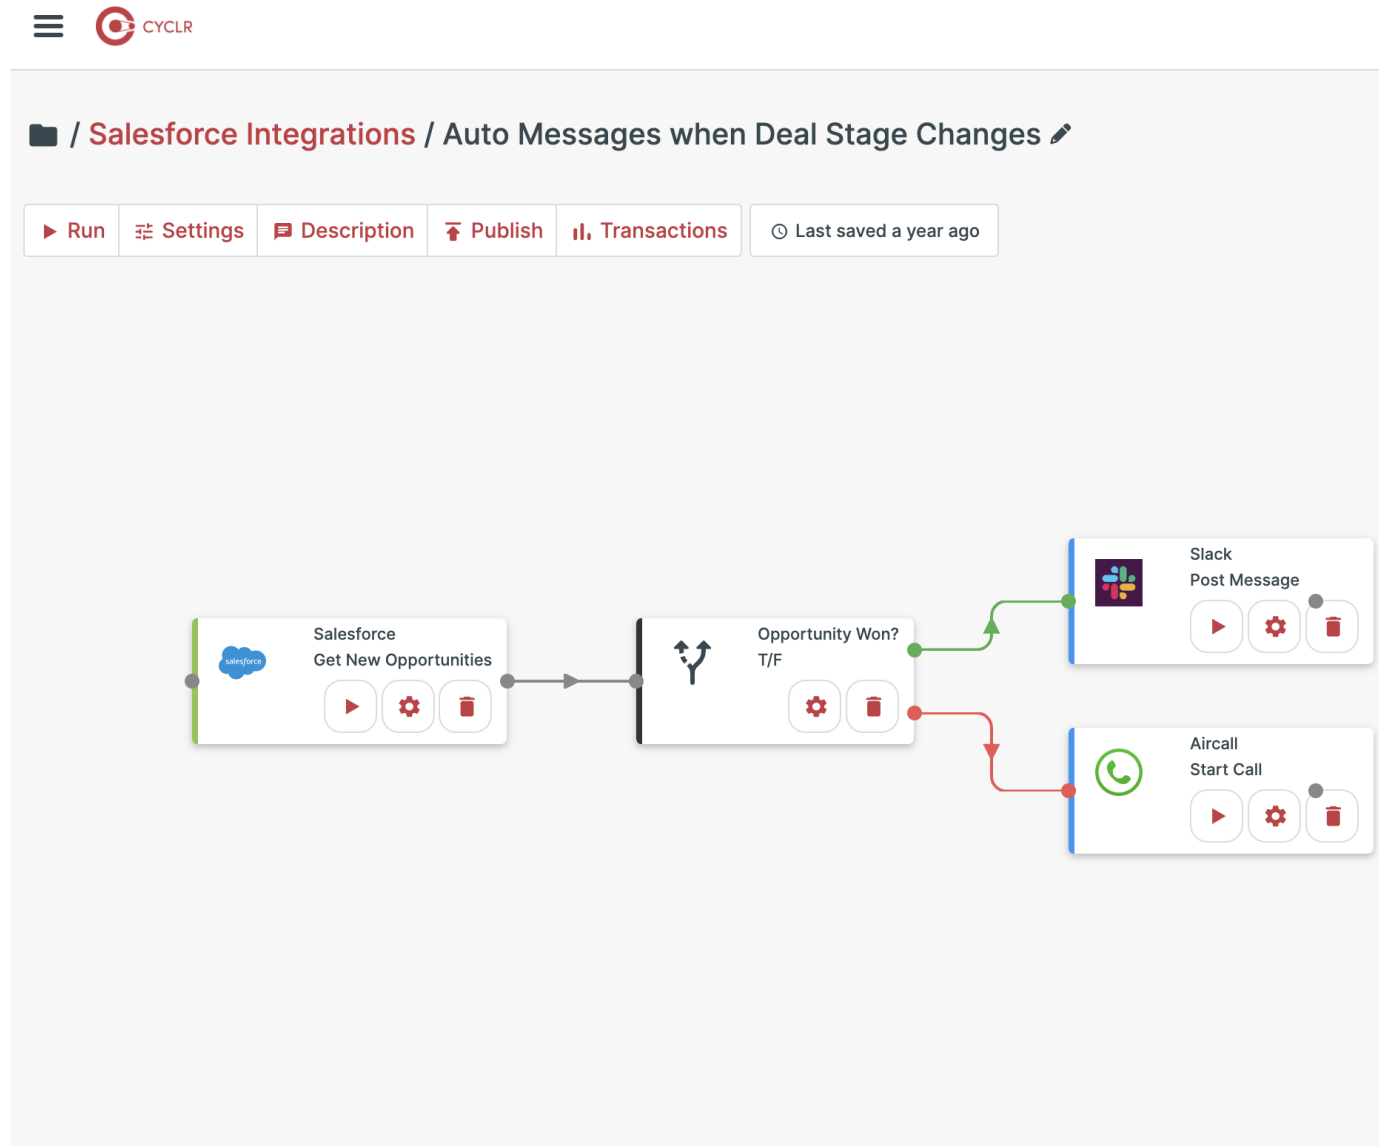 CYCLR
/ Salesforce Integrations / Auto Messages when Deal Stage Changes
Run Settings Description Publish Transactions Last saved a year ago
Slack
Post Message
Salesforce
Get New Opportunities
salesforce
Opportunity Won?
T/F
Aircall
Start Call